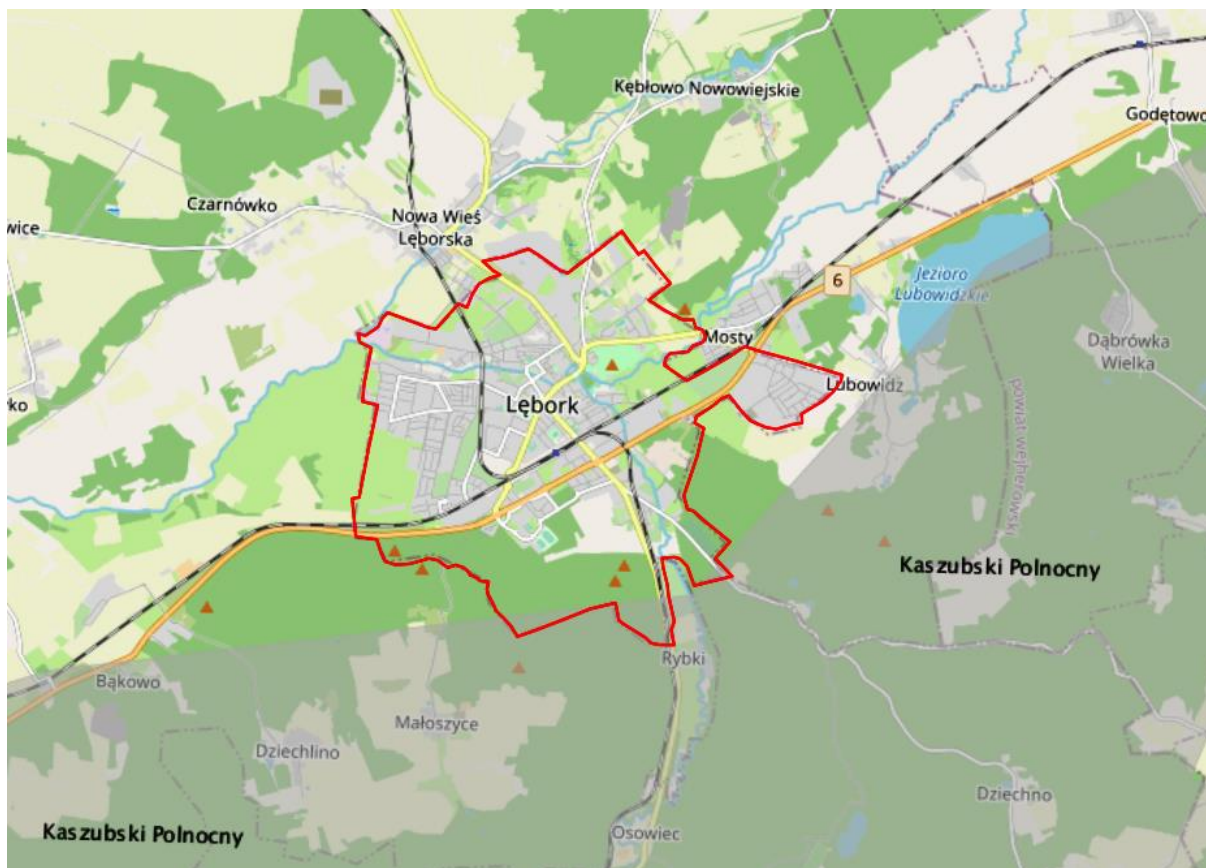 Kębłowo Nowowiejskie
Godętowo
Czarnówko
Nowa Wieś
Lęborska
wice
6
Jezioro
Lubowidzkie
Mosty
Dąbrówka
Wielka
Lubowidz
ko
Lębork
powiat wejherowski
Kaszubski Polnocny
Rybki
Bąkowo
Małoszyce
Dziechlino
Dziechno
Kaszubski Polnocny
Osowiec